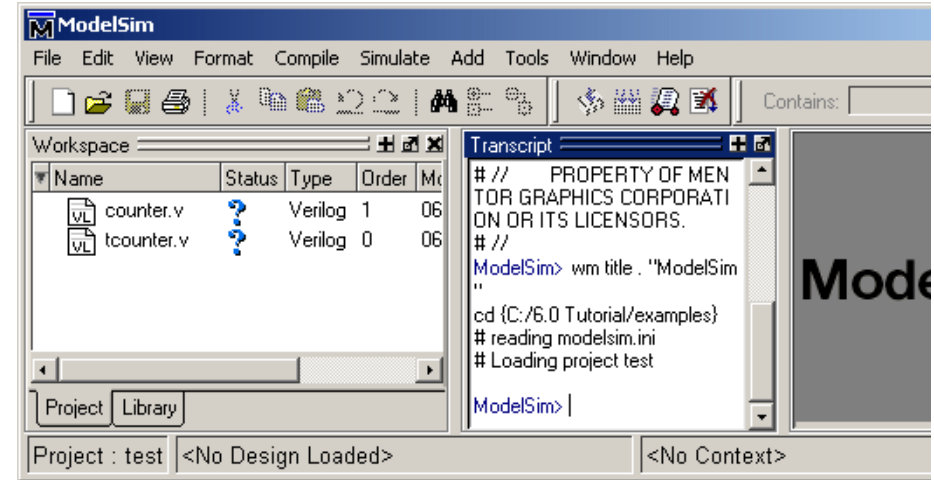 ModelSim
File Edit View Format Compile Simulate Add Tools Window Help
Contains:
Workspace
Name Status Type Order
counter.v ? Verilog 1 06
tcounter.v ? Verilog 0 06
Project Library
Transcript
# // PROPERTY OF MEN
TOR GRAPHICS CORPORATI
ON OR ITS LICENSORS.
# //
ModelSim> wm title . "ModelSim
"
cd {C:/6.0 Tutorial/examples}
# reading modelsim.ini
# Loading project test
ModelSim>
Mode
Project : test <No Design Loaded> <No Context>